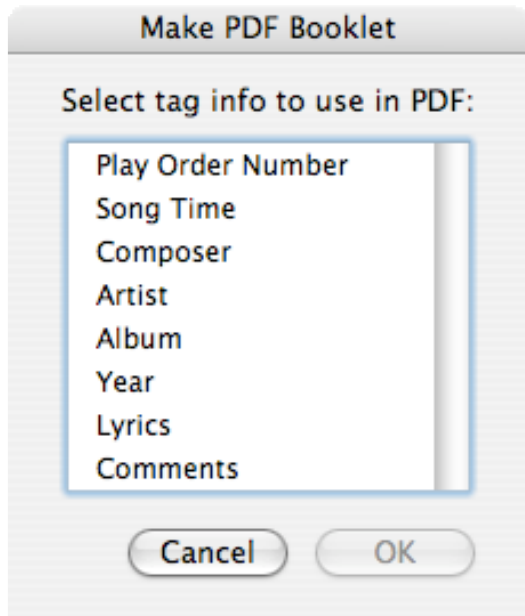 Make PDF Booklet
Select tag info to use in PDF:
Play Order Number
Song Time
Composer
Artist
Album
Year
Lyrics
Comments
Cancel OK